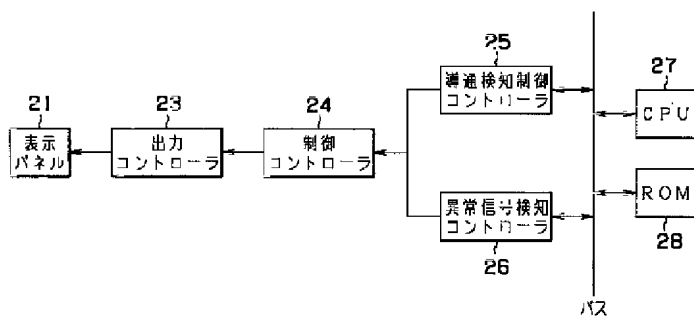 25
導通検知制御
コントローラ
27
CPU
21
表示
パネル
23
出力
コントローラ
24
制御
コントローラ
異常信号検知
コントローラ
26
ROM
28
バス